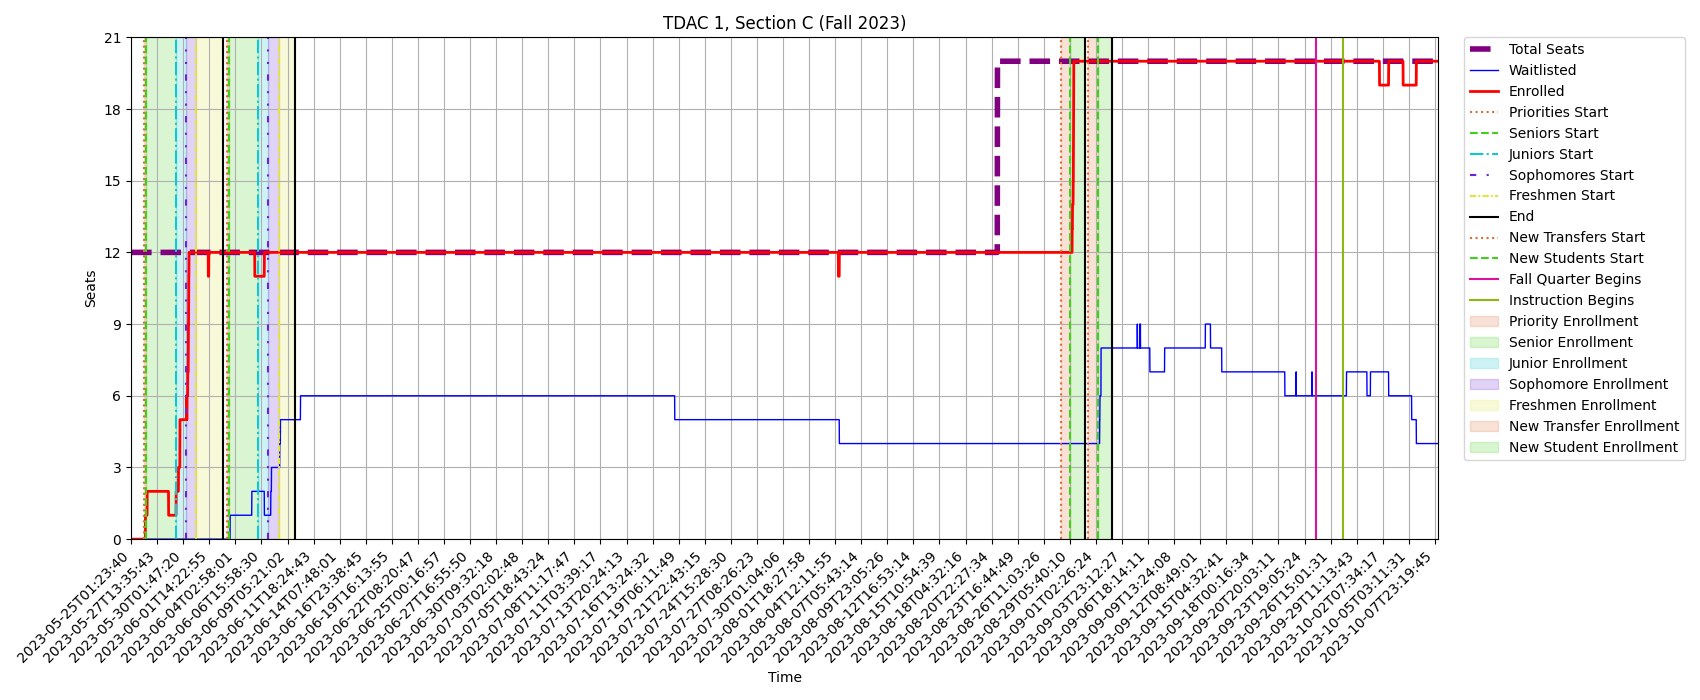 TDAC 1, Section C (Fall 2023)
21
18
15
12
9
6
3
0
Seats
2023-05-25T01:23:40
2023-05-27T13:35:43
2023-05-30T01:47:20
2023-06-01T14:22:55
2023-06-04T02:58:01
2023-06-06T15:58:30
2023-06-09T05:21:02
2023-06-11T18:24:43
2023-06-14T07:48:01
2023-06-16T23:38:45
2023-06-19T16:13:55
2023-06-22T08:20:47
2023-06-25T00:16:57
2023-06-27T16:55:50
2023-06-30T09:32:18
2023-07-03T02:02:48
2023-07-05T18:43:24
2023-07-08T11:17:47
2023-07-11T03:39:17
2023-07-13T20:24:13
2023-07-16T13:24:32
2023-07-19T06:11:49
2023-07-21T22:43:15
2023-07-24T15:28:30
2023-07-27T08:26:23
2023-07-30T01:04:06
2023-08-01T18:27:58
2023-08-04T12:11:55
2023-08-07T05:43:14
2023-08-09T23:05:26
2023-08-12T16:53:14
2023-08-15T10:54:39
2023-08-18T04:32:16
2023-08-20T22:27:34
2023-08-23T16:44:49
2023-08-26T11:03:26
2023-08-29T05:40:10
2023-09-01T02:26:24
2023-09-03T23:12:27
2023-09-06T18:14:11
2023-09-09T13:24:08
2023-09-12T08:49:01
2023-09-15T04:32:41
2023-09-18T00:16:34
2023-09-20T20:03:11
2023-09-23T19:05:24
2023-09-26T15:01:31
2023-09-29T11:13:43
2023-10-02T07:34:17
2023-10-05T03:11:31
2023-10-07T23:19:45
Time
Total Seats
Waitlisted
Enrolled
Priorities Start
Seniors Start
Juniors Start
Sophomores Start
Freshmen Start
End
New Transfers Start
New Students Start
Fall Quarter Begins
Instruction Begins
Priority Enrollment
Senior Enrollment
Junior Enrollment
Sophomore Enrollment
Freshmen Enrollment
New Transfer Enrollment
New Student Enrollment